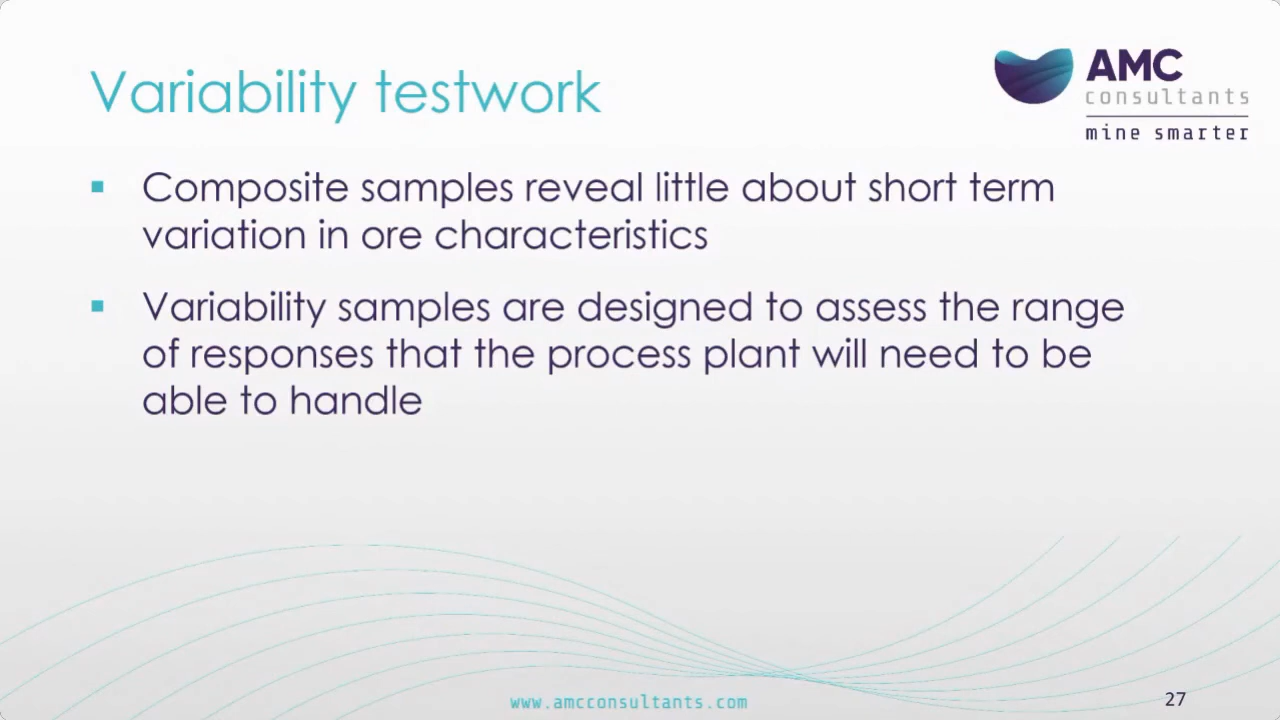 Variability testwork
AMC
consultants
mine smarter
▪ Composite samples reveal little about short term
variation in ore characteristics
▪ Variability samples are designed to assess the range
of responses that the process plant will need to be
able to handle
www.amcconsultants.com
27